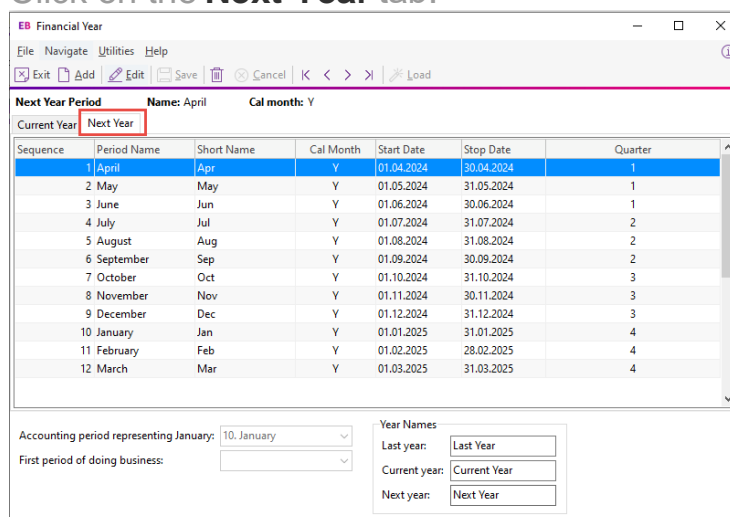 Click on the Next Year tab.
EB Financial Year
File Navigate Utilities Help
Exit Add Edit Save Cancel Load
Next Year Period Name: April Cal month: Y
Current Year Next Year
Sequence Period Name Short Name Cal Month Start Date Stop Date Quarter
1 April Apr Y 01.04.2024 30.04.2024 1
2 May May Y 01.05.2024 31.05.2024 1
3 June Jun Y 01.06.2024 30.06.2024 1
4 July Jul Y 01.07.2024 31.07.2024 2
5 August Aug Y 01.08.2024 31.08.2024 2
6 September Sep Y 01.09.2024 30.09.2024 2
7 October Oct Y 01.10.2024 31.10.2024 3
8 November Nov Y 01.11.2024 30.11.2024 3
9 December Dec Y 01.12.2024 31.12.2024 3
10 January Jan Y 01.01.2025 31.01.2025 4
11 February Feb Y 01.02.2025 28.02.2025 4
12 March Mar Y 01.03.2025 31.03.2025 4
Year Names
Accounting period representing January: 10. January
Last year: Last Year
First period of doing business:
Current year: Current Year
Next year: Next Year